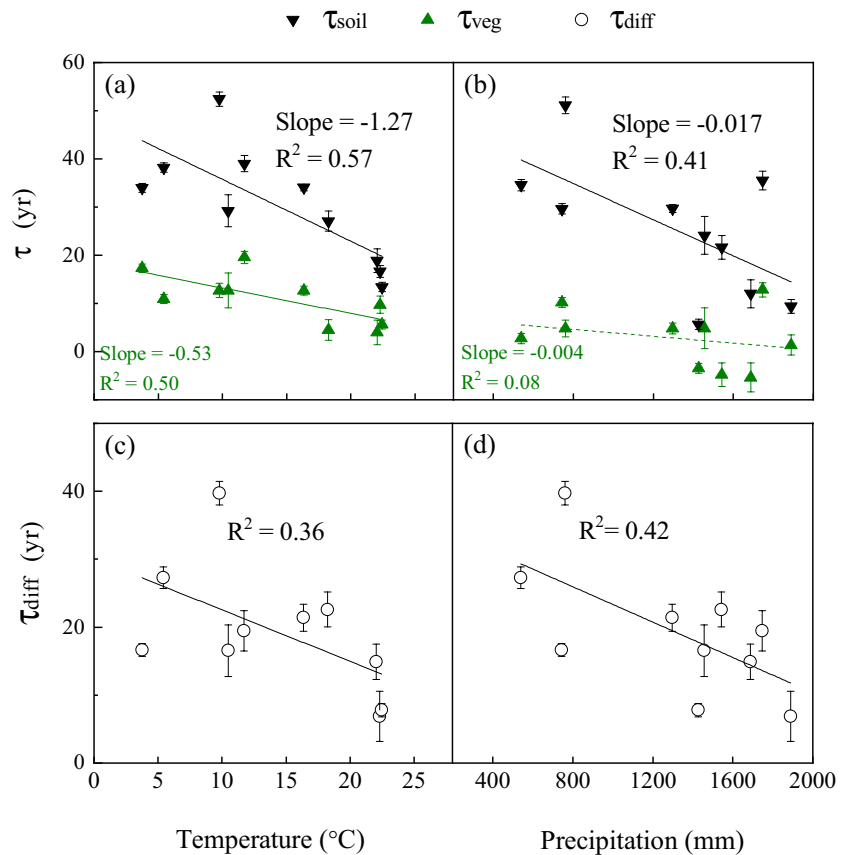 τsoil τveg τdiff
60
40
20
0
τ (yr)
(a)
Slope = -1.27
R² = 0.57
Slope = -0.53
R² = 0.50
(b)
Slope = -0.017
R² = 0.41
Slope = -0.004
R² = 0.08
40
20
0
τdiff (yr)
(c)
R² = 0.36
(d)
R²= 0.42
0 5 10 15 20 25
400 800 1200 1600 2000
Temperature (°C) Precipitation (mm)